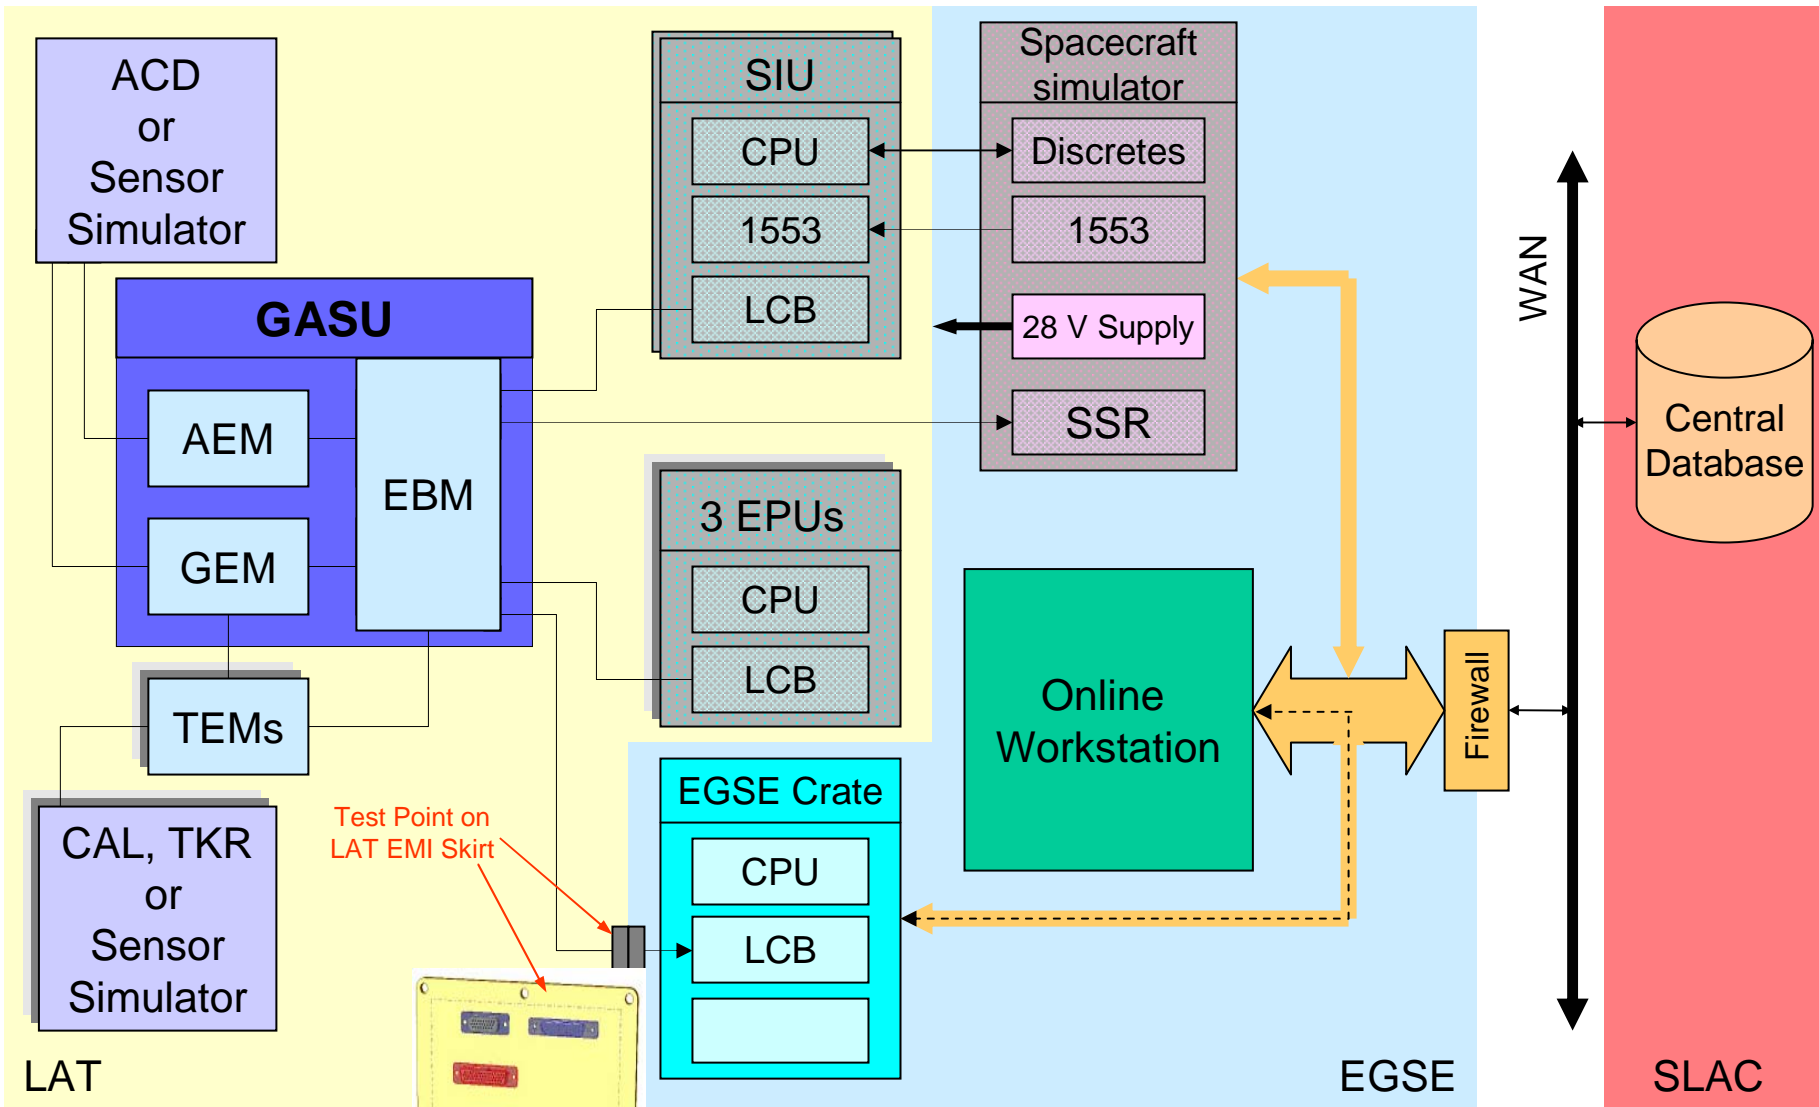 ACD
or
Sensor
Simulator
GASU
AEM
GEM
EBM
TEMs
CAL, TKR
or
Sensor
Simulator
LAT
SIU
CPU
1553
LCB
3 EPUs
CPU
LCB
Test Point on
LAT EMI Skirt
EGSE Crate
CPU
LCB
Spacecraft
simulator
Discretes
1553
28 V Supply
SSR
Online
Workstation
Firewall
EGSE
WAN
Central
Database
SLAC